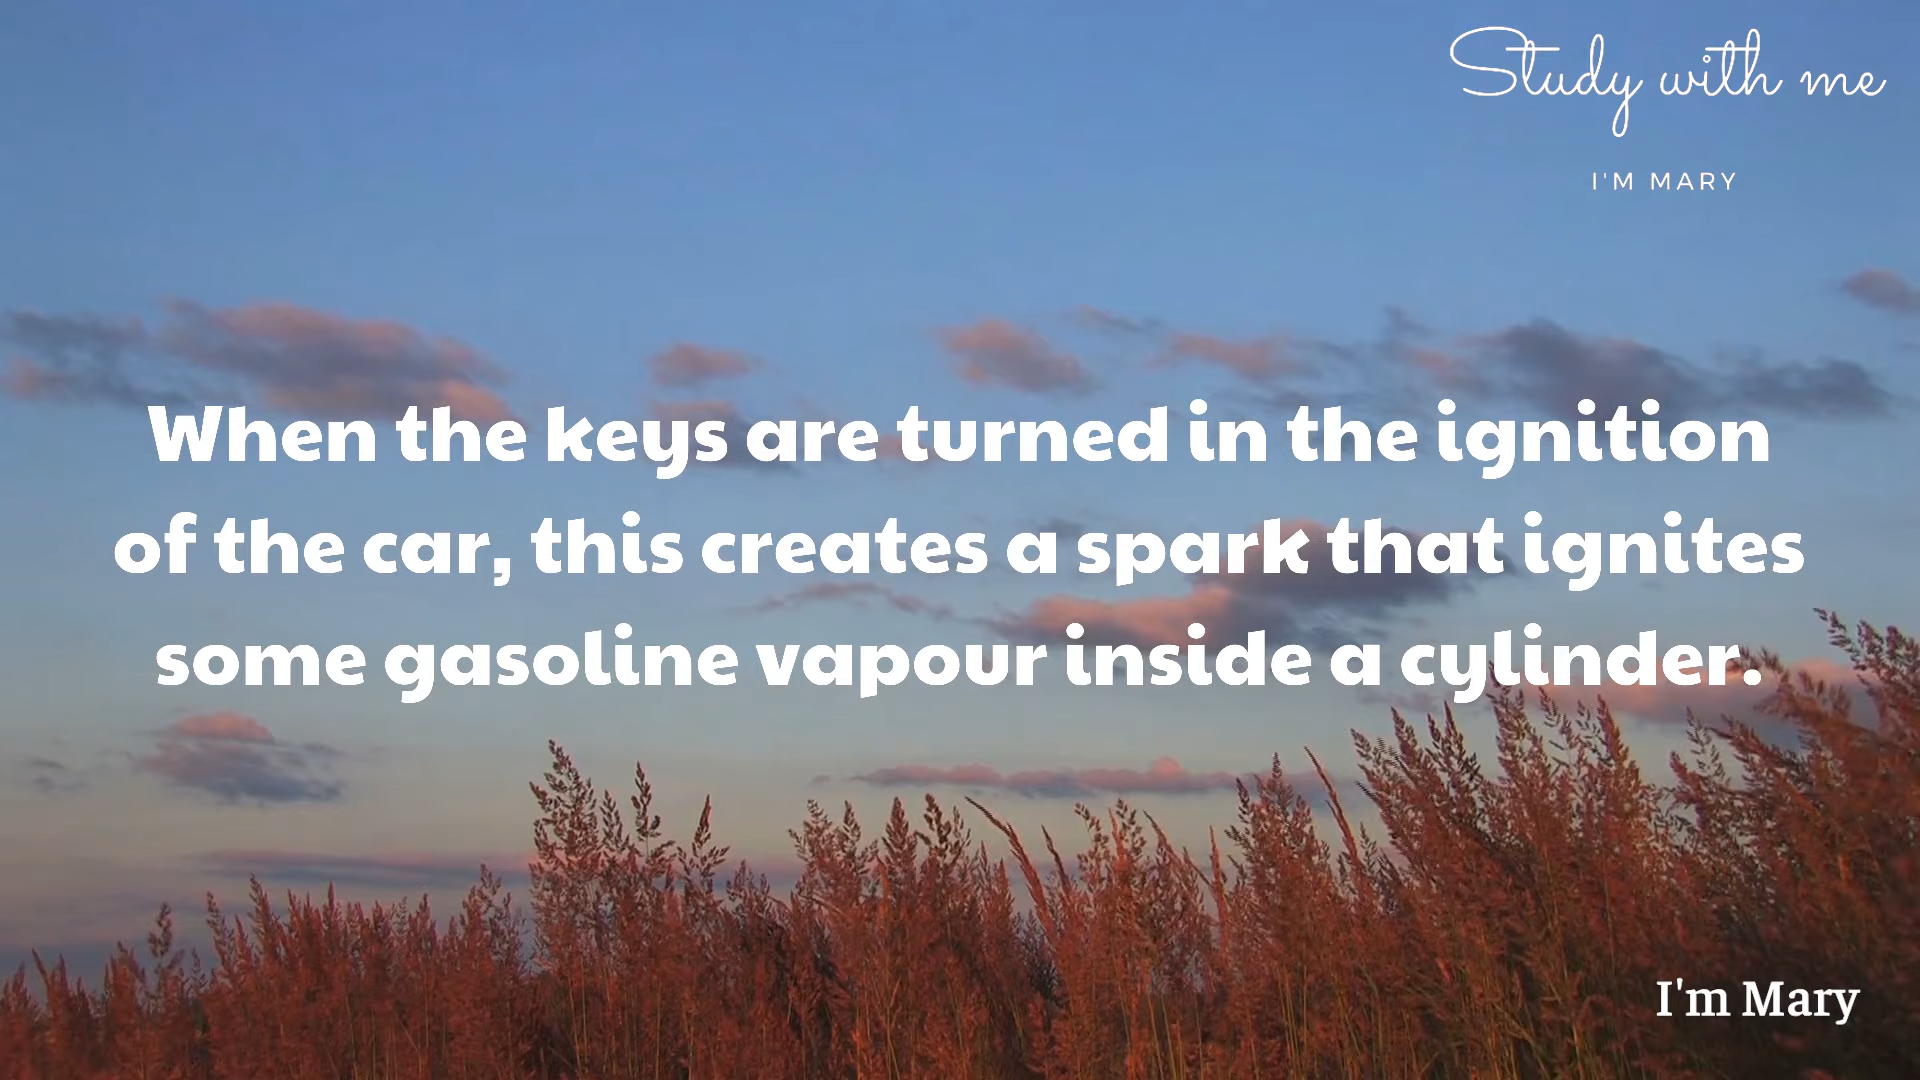 Study with me
I'M MARY
When the keys are turned in the ignition
of the car, this creates a spark that ignites
some gasoline vapour inside a cylinder.
I'm Mary